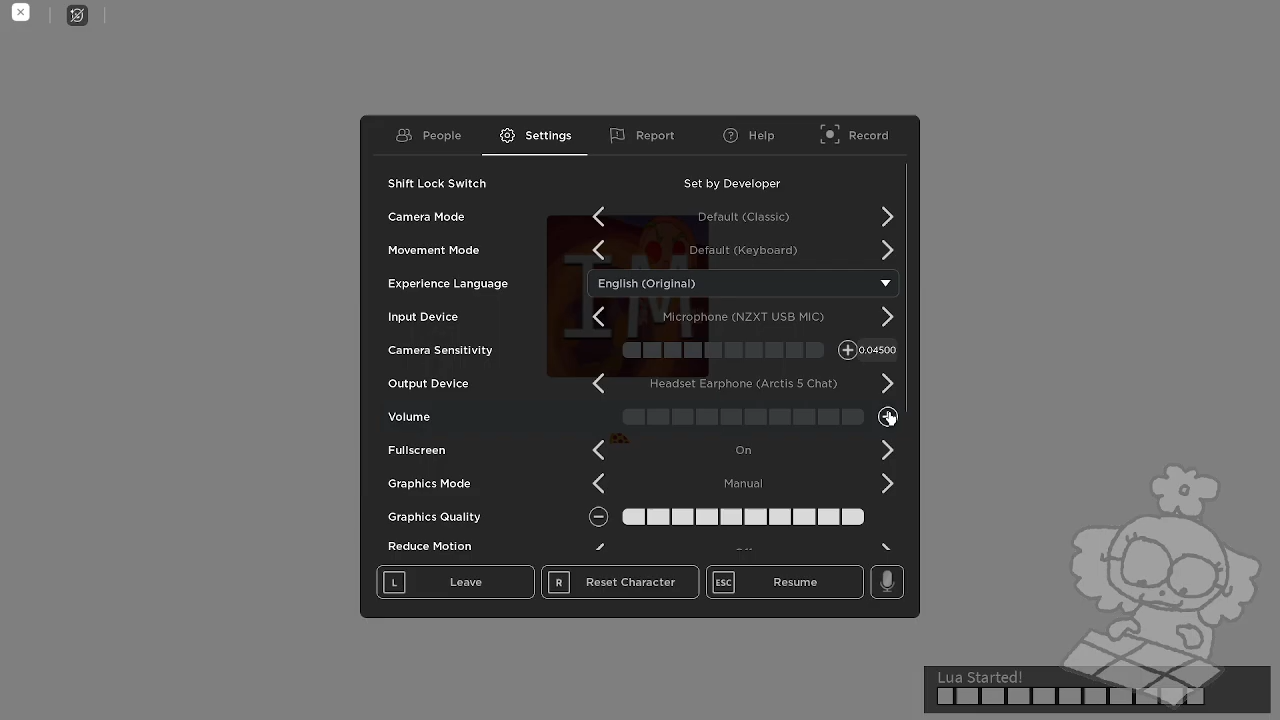 People Settings Report Help Record
Shift Lock Switch Set by Developer
Camera Mode Default (Classic)
Movement Mode Default (Keyboard)
Experience Language English (Original)
Input Device Microphone (NZXT USB MIC)
Camera Sensitivity 0.04500
Output Device Headset Earphone (Arctis 5 Chat)
Volume
Fullscreen On
Graphics Mode Manual
Graphics Quality
Reduce Motion
L Leave R Reset Character ESC Resume
IM
Lua Started!